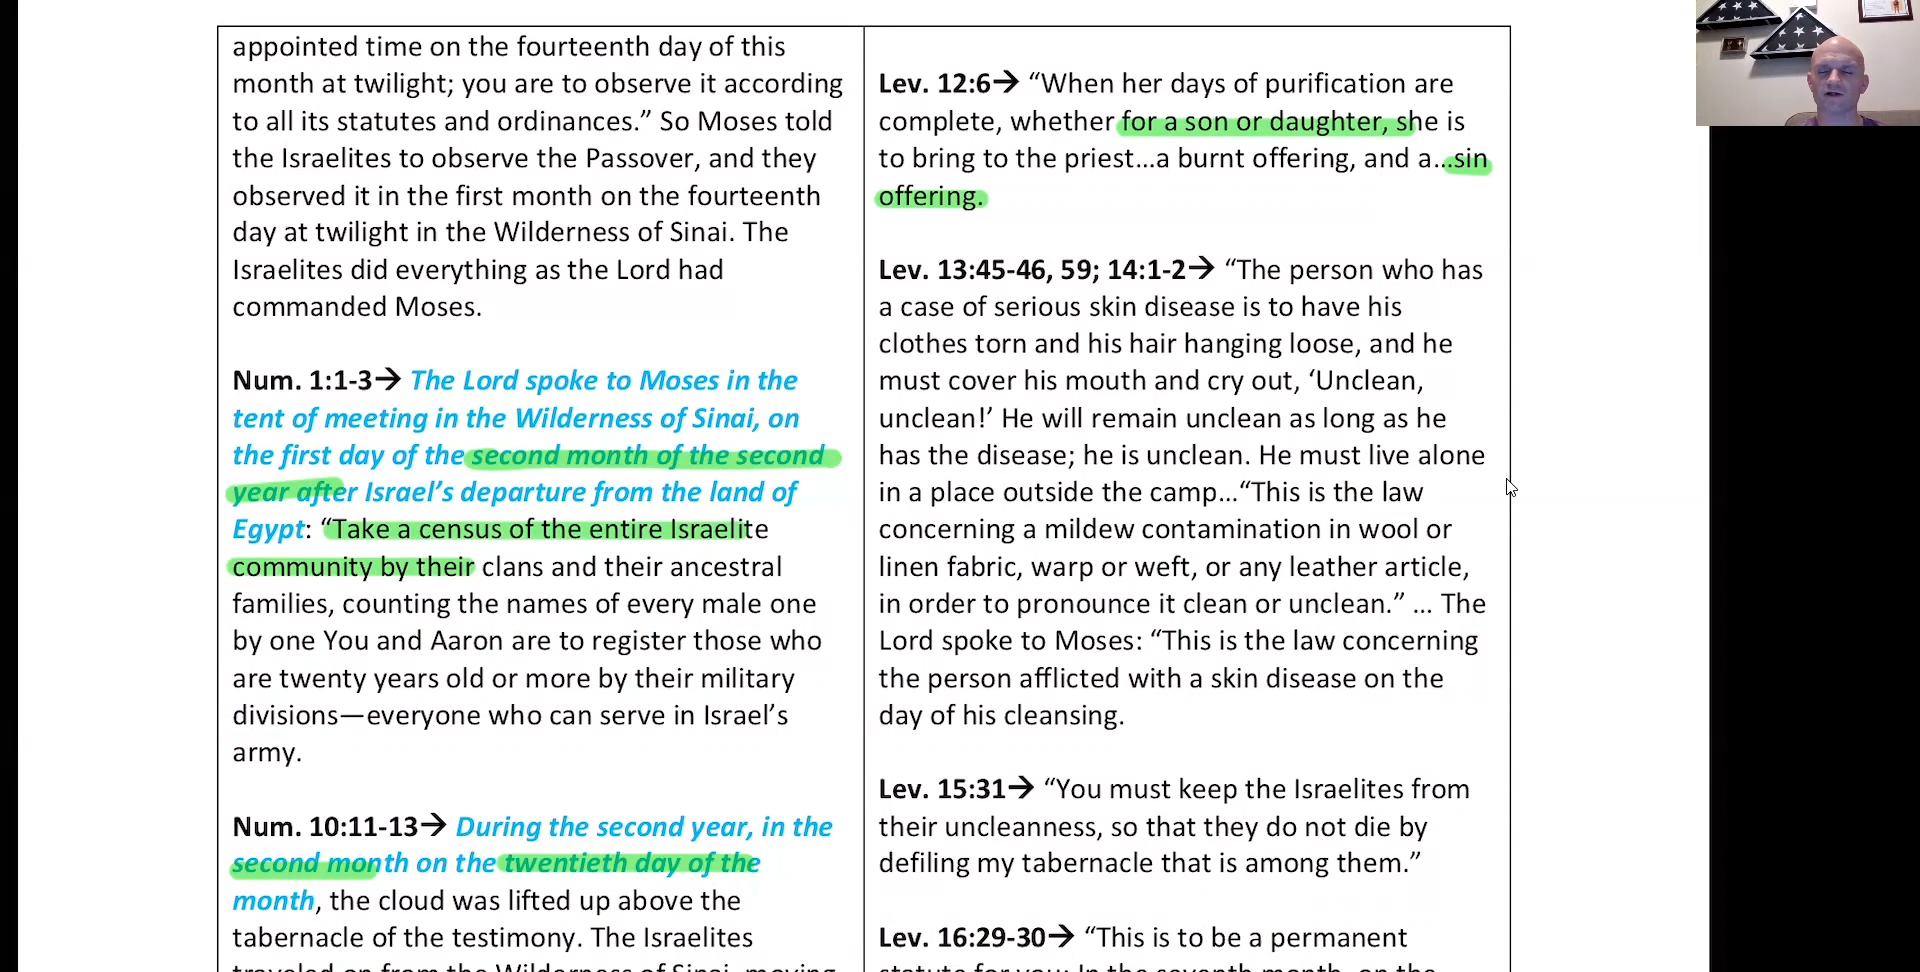 appointed time on the fourteenth day of this
month at twilight; you are to observe it according
to all its statutes and ordinances.” So Moses told
the Israelites to observe the Passover, and they
observed it in the first month on the fourteenth
day at twilight in the Wilderness of Sinai. The
Israelites did everything as the Lord had
commanded Moses.
Num. 1:1-3→ The Lord spoke to Moses in the
tent of meeting in the Wilderness of Sinai, on
the first day of the second month of the second
year after Israel’s departure from the land of
Egypt: “Take a census of the entire Israelite
community by their clans and their ancestral
families, counting the names of every male one
by one You and Aaron are to register those who
are twenty years old or more by their military
divisions—everyone who can serve in Israel’s
army.
Num. 10:11-13→ During the second year, in the
second month on the twentieth day of the
month, the cloud was lifted up above the
tabernacle of the testimony. The Israelites
traveled on from the Wilderness of Sinai, moving
Lev. 12:6→ “When her days of purification are
complete, whether for a son or daughter, she is
to bring to the priest…a burnt offering, and a…sin
offering.
Lev. 13:45-46, 59; 14:1-2→ “The person who has
a case of serious skin disease is to have his
clothes torn and his hair hanging loose, and he
must cover his mouth and cry out, ‘Unclean,
unclean!’ He will remain unclean as long as he
has the disease; he is unclean. He must live alone
in a place outside the camp…“This is the law
concerning a mildew contamination in wool or
linen fabric, warp or weft, or any leather article,
in order to pronounce it clean or unclean.” … The
Lord spoke to Moses: “This is the law concerning
the person afflicted with a skin disease on the
day of his cleansing.
Lev. 15:31→ “You must keep the Israelites from
their uncleanness, so that they do not die by
defiling my tabernacle that is among them.”
Lev. 16:29-30→ “This is to be a permanent
statute for you: In the seventh month, on the